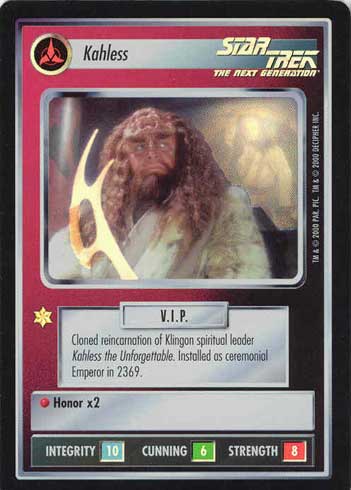 Kahless
STAR TREK
THE NEXT GENERATION
TM & © 2000 PAR. PIC. TM & © 2000 DECIPHER INC.
V.I.P.
Cloned reincarnation of Klingon spiritual leader
Kahless the Unforgettable. Installed as ceremonial
Emperor in 2369.
Honor x2
INTEGRITY 10 CUNNING 6 STRENGTH 8